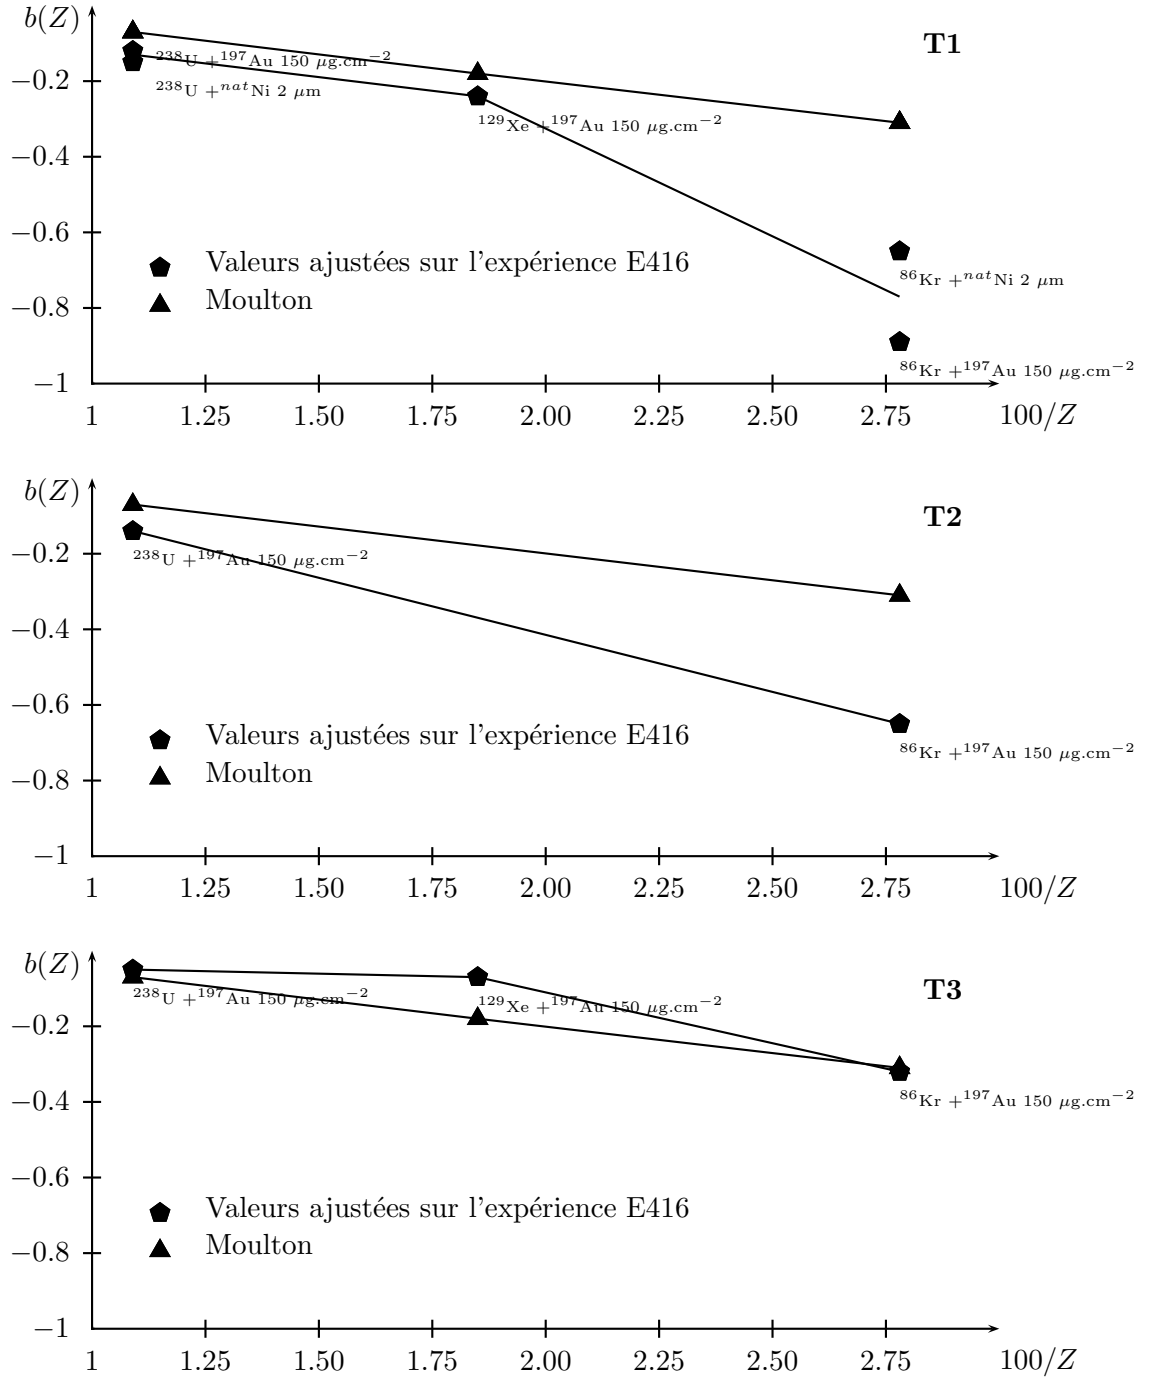 b(Z)
T1
²³⁸U +¹⁹⁷Au 150 μg.cm⁻²
−0.2
²³⁸U +ⁿᵃᵗNi 2 μm
¹²⁹Xe +¹⁹⁷Au 150 μg.cm⁻²
−0.4
−0.6
Valeurs ajustées sur l'expérience E416
⁸⁶Kr +ⁿᵃᵗNi 2 μm
Moulton
−0.8
⁸⁶Kr +¹⁹⁷Au 150 μg.cm⁻²
−1
1 1.25 1.50 1.75 2.00 2.25 2.50 2.75 100/Z
b(Z)
T2
−0.2
²³⁸U +¹⁹⁷Au 150 μg.cm⁻²
−0.4
−0.6
Valeurs ajustées sur l'expérience E416
⁸⁶Kr +¹⁹⁷Au 150 μg.cm⁻²
Moulton
−0.8
−1
1 1.25 1.50 1.75 2.00 2.25 2.50 2.75 100/Z
b(Z)
T3
²³⁸U +¹⁹⁷Au 150 μg.cm⁻²
¹²⁹Xe +¹⁹⁷Au 150 μg.cm⁻²
−0.2
⁸⁶Kr +¹⁹⁷Au 150 μg.cm⁻²
−0.4
−0.6
Valeurs ajustées sur l'expérience E416
Moulton
−0.8
−1
1 1.25 1.50 1.75 2.00 2.25 2.50 2.75 100/Z